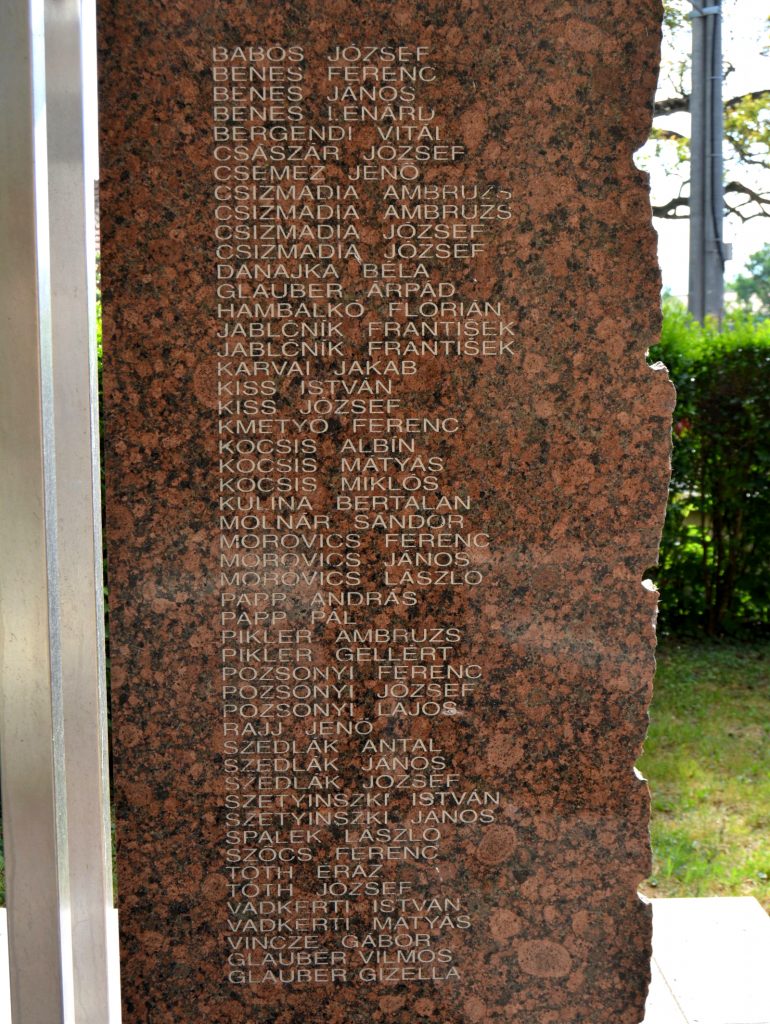 BABOS JÓZSEF
BENES FERENC
BENES JÁNOS
BENES LÉNÁRD
BERGENDI VITÁL
CSÁSZÁR JÓZSEF
CSEMEZ JENŐ
CSIZMADIA AMBRUZS
CSIZMADIA AMBRUZS
CSIZMADIA JÓZSEF
CSIZMADIA JÓZSEF
DANAJKA BÉLA
GLAUBER ÁRPÁD
HAMBALKO FLÓRIÁN
JABLČNÍK FRANTIŠEK
JABLČNÍK FRANTIŠEK
KARVAI JAKAB
KISS ISTVÁN
KISS JÓZSEF
KMETYO FERENC
KOCSIS ALBÍN
KOCSIS MÁTYÁS
KOCSIS MIKLÓS
KULINA BERTALAN
MOLNÁR SÁNDOR
MOROVICS FERENC
MOROVICS JÁNOS
MOROVICS LÁSZLÓ
PAPP ANDRÁS
PAPP PÁL
PIKLER AMBRUZS
PIKLER GELLÉRT
POZSONYI FERENC
POZSONYI JÓZSEF
POZSONYI LAJOS
RAJJ JENŐ
SZEDLÁK ANTAL
SZEDLÁK JÁNOS
SZEDLÁK JÓZSEF
SZETYINSZKI ISTVÁN
SZETYINSZKI JÁNOS
SPALEK LÁSZLÓ
SZŐCS FERENC
TÓTH ERÁZ
TÓTH JÓZSEF
VADKERTI ISTVÁN
VADKERTI MÁTYÁS
VINCZE GÁBOR
GLAUBER VILMOS
GLAUBER GIZELLA